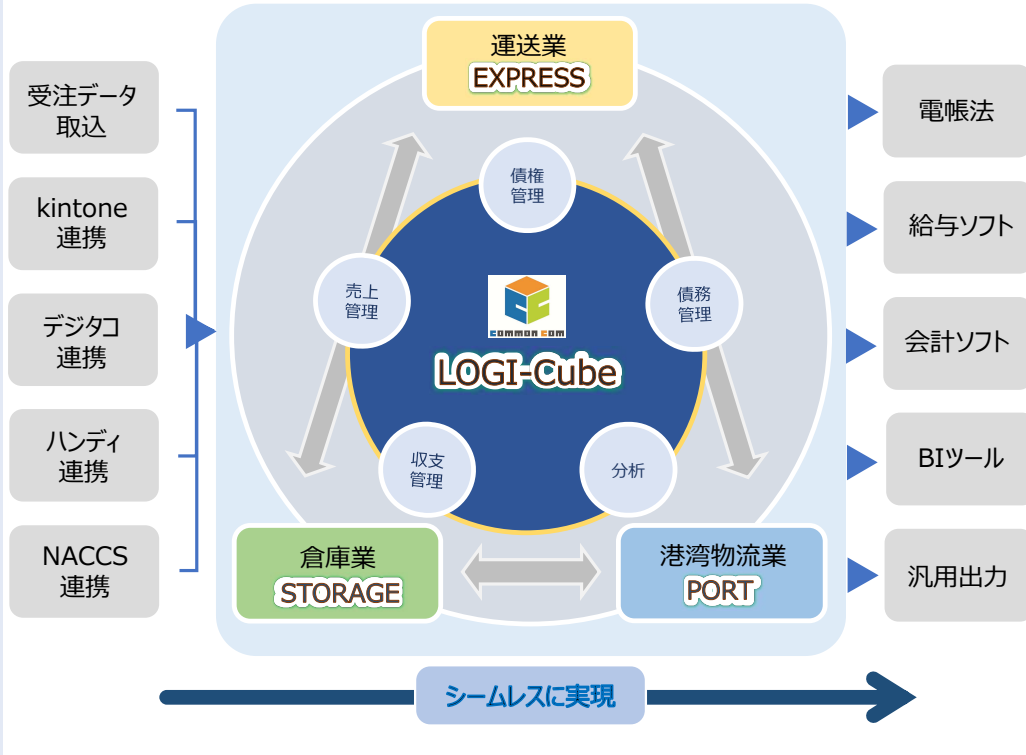 運送業
EXPRESS
受注データ
取込
kintone
連携
デジタコ
連携
ハンディ
連携
NACCS
連携
債権
管理
売上
管理
債務
管理
common com
LOGI-Cube
収支
管理
分析
倉庫業
STORAGE
港湾物流業
PORT
電帳法
給与ソフト
会計ソフト
BIツール
汎用出力
シームレスに実現